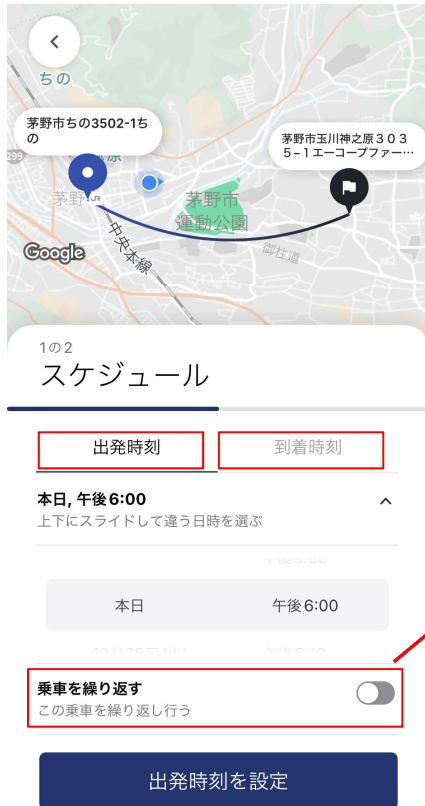 ちの
茅野市ちの3502-1ち
の
茅野市玉川神之原３０３
５−１エーコープファー…
299
原
茅野
茅野市
運動公園
中央本線
御柱道
Google
1の2
スケジュール
出発時刻
到着時刻
本日, 午後6:00
上下にスライドして違う日時を選ぶ
本日
午後6:00
乗車を繰り返す
この乗車を繰り返し行う
出発時刻を設定